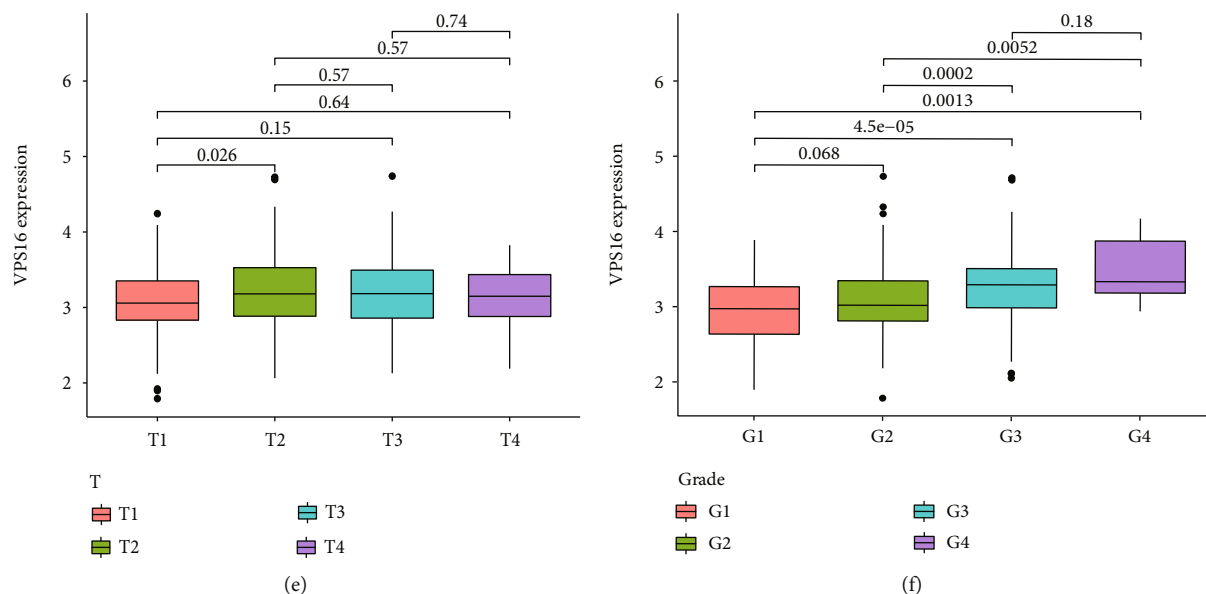 0.74
0.57
0.57
0.64
0.15
0.026
VPS16 expression
6
5
4
3
2
T1 T2 T3 T4
T
T1 T3
T2 T4
(e)
0.18
0.0052
0.0002
0.0013
4.5e−05
0.068
VPS16 expression
6
5
4
3
2
G1 G2 G3 G4
Grade
G1 G3
G2 G4
(f)